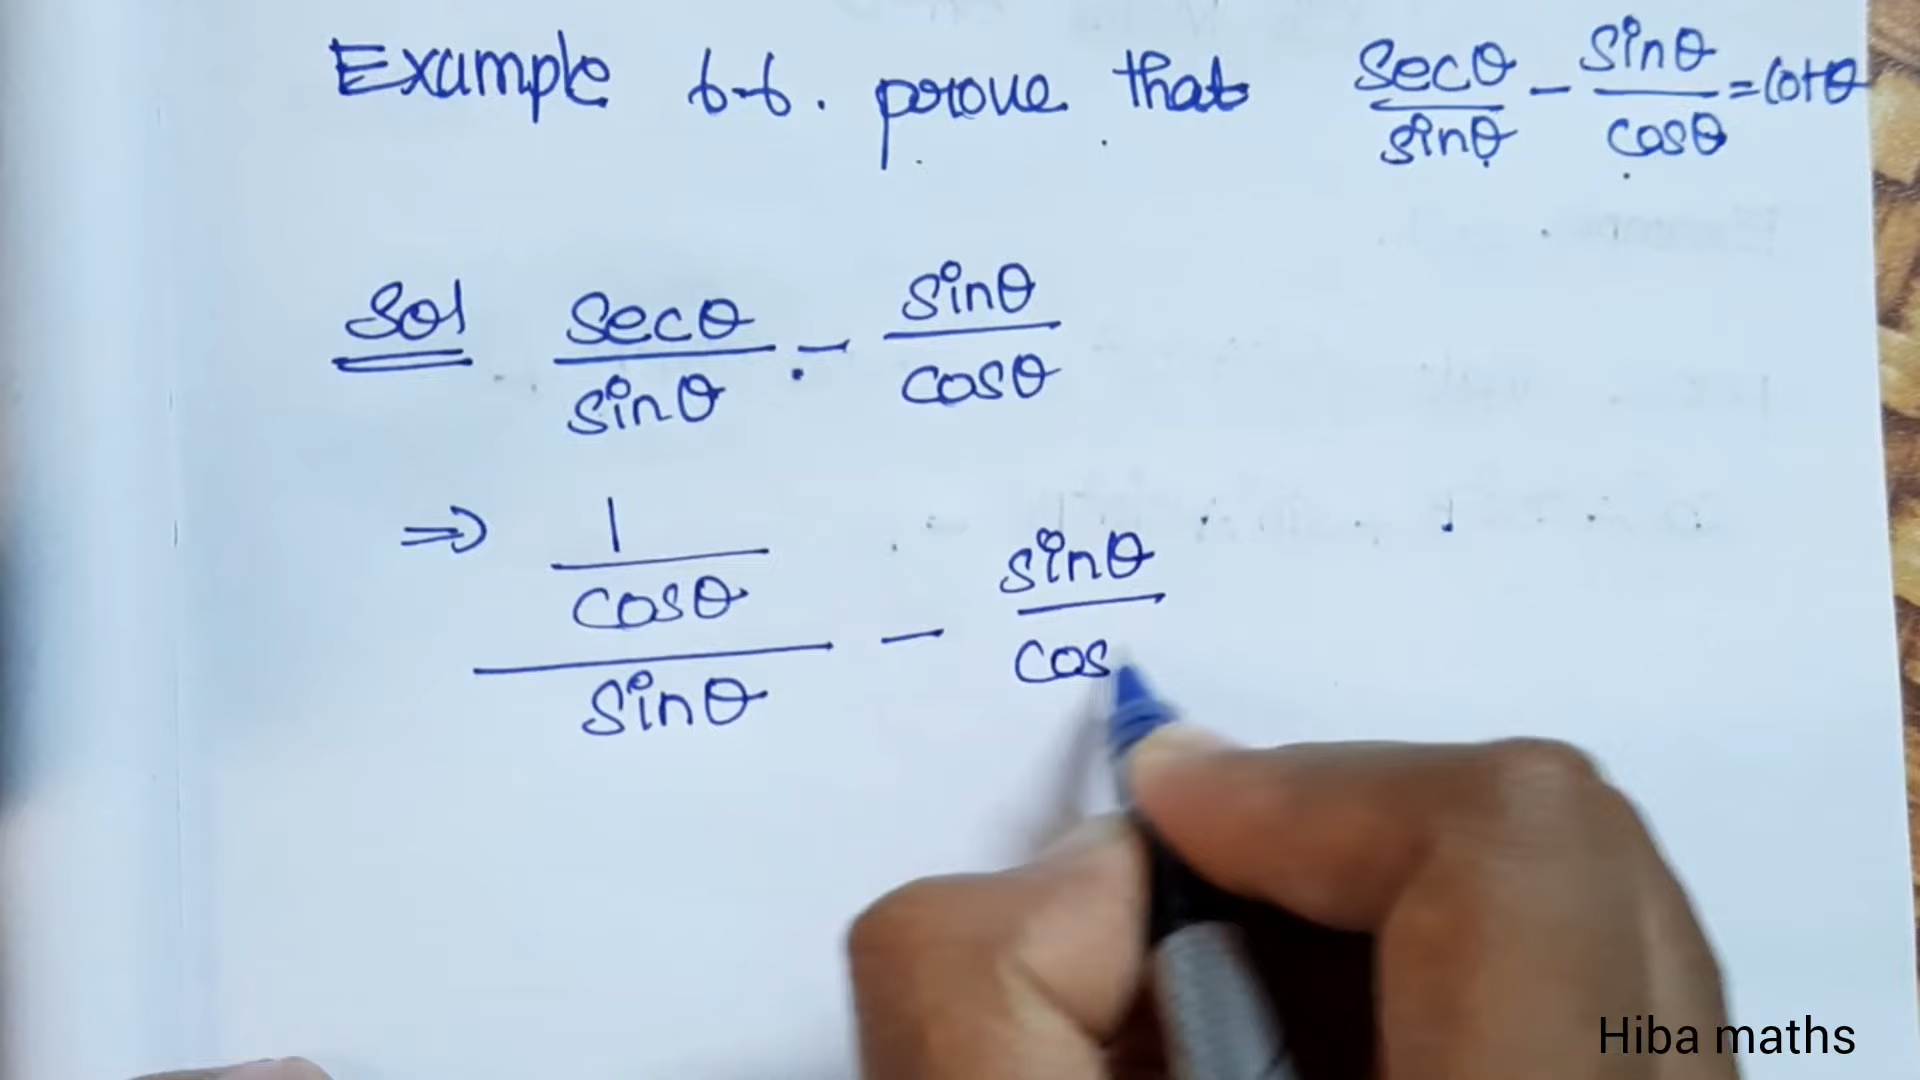 Example 6.6. prove that secθ/sinθ - sinθ/cosθ = cotθ
Sol secθ/sinθ - sinθ/cosθ
⇒ 1/cosθ/sinθ - sinθ/cos
Hiba maths